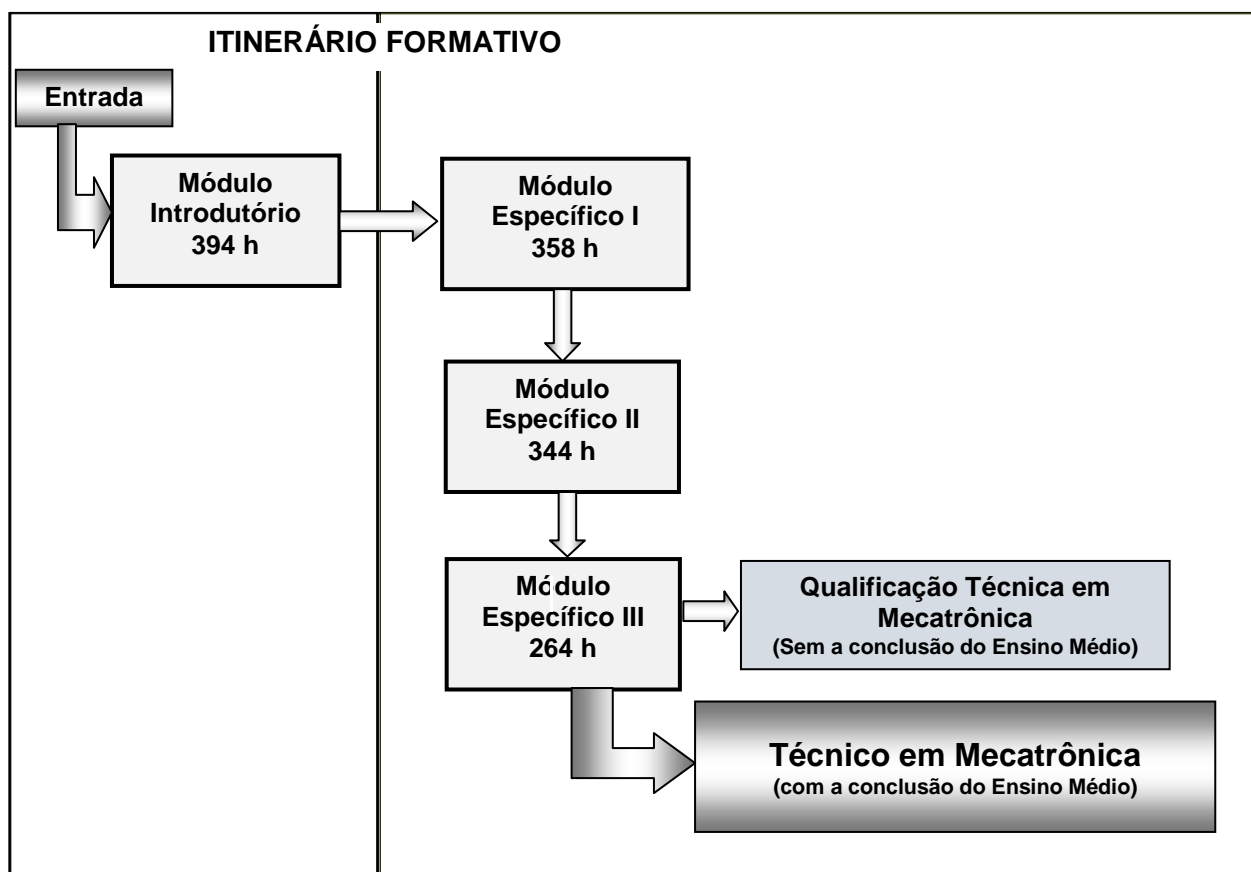 ITINERÁRIO FORMATIVO
Entrada
Módulo
Introdutório
394 h
Módulo
Específico I
358 h
Módulo
Específico II
344 h
Módulo
Específico III
264 h
Qualificação Técnica em
Mecatrônica
(Sem a conclusão do Ensino Médio)
Técnico em Mecatrônica
(com a conclusão do Ensino Médio)